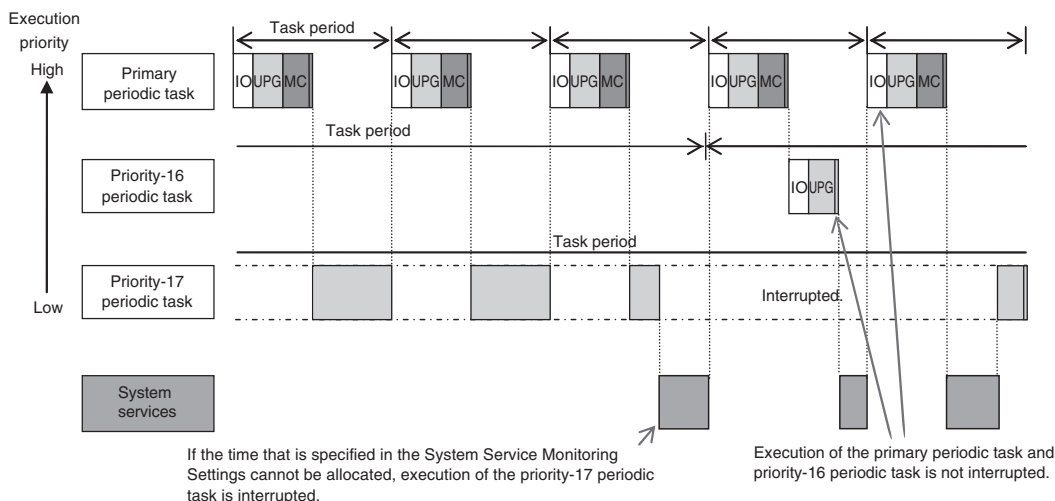 Execution
priority
High
Low
Task period
Primary
periodic task
IO UPG MC
IO UPG MC
IO UPG MC
IO UPG MC
IO UPG MC
Task period
Priority-16
periodic task
IO UPG
Task period
Priority-17
periodic task
Interrupted.
System
services
If the time that is specified in the System Service Monitoring
Settings cannot be allocated, execution of the priority-17 periodic
task is interrupted.
Execution of the primary periodic task and
priority-16 periodic task is not interrupted.